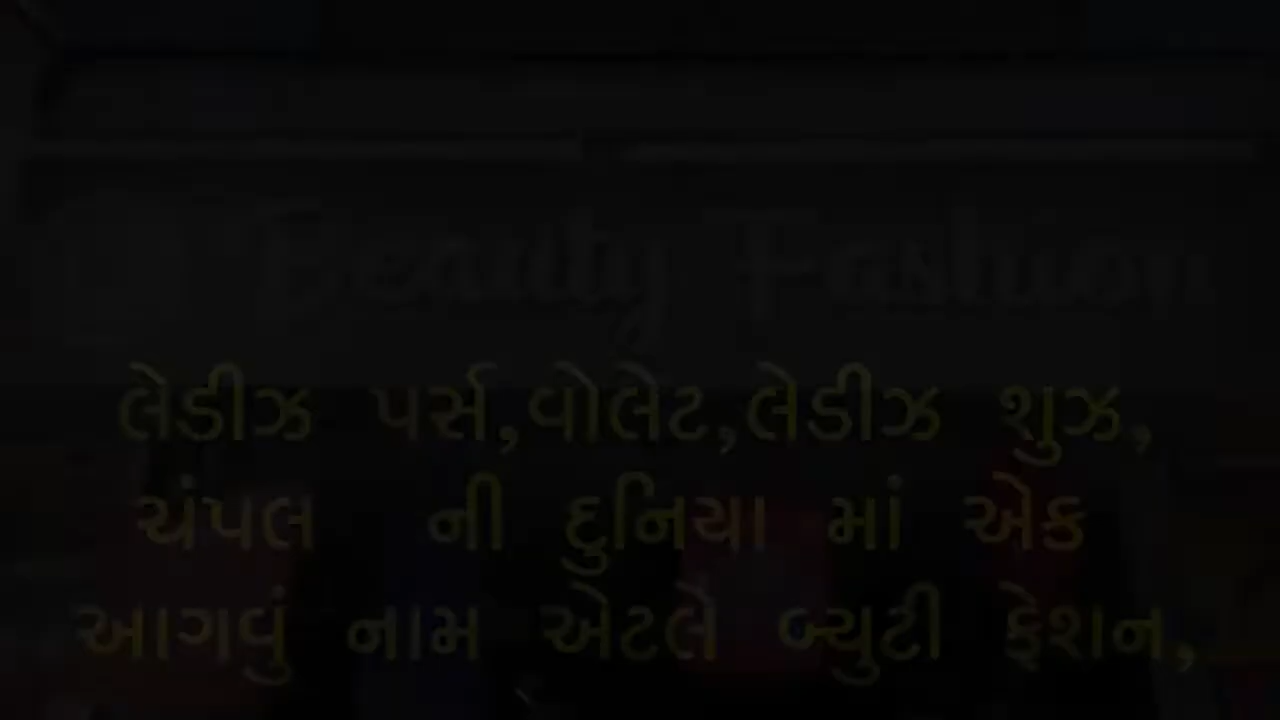 Beauty Fashion
લેડીઝ પર્સ,વોલેટ,લેડીઝ શુઝ,
ચંપલ ની દુનિયા માં એક
આગવું નામ એટલે બ્યુટી ફેશન,